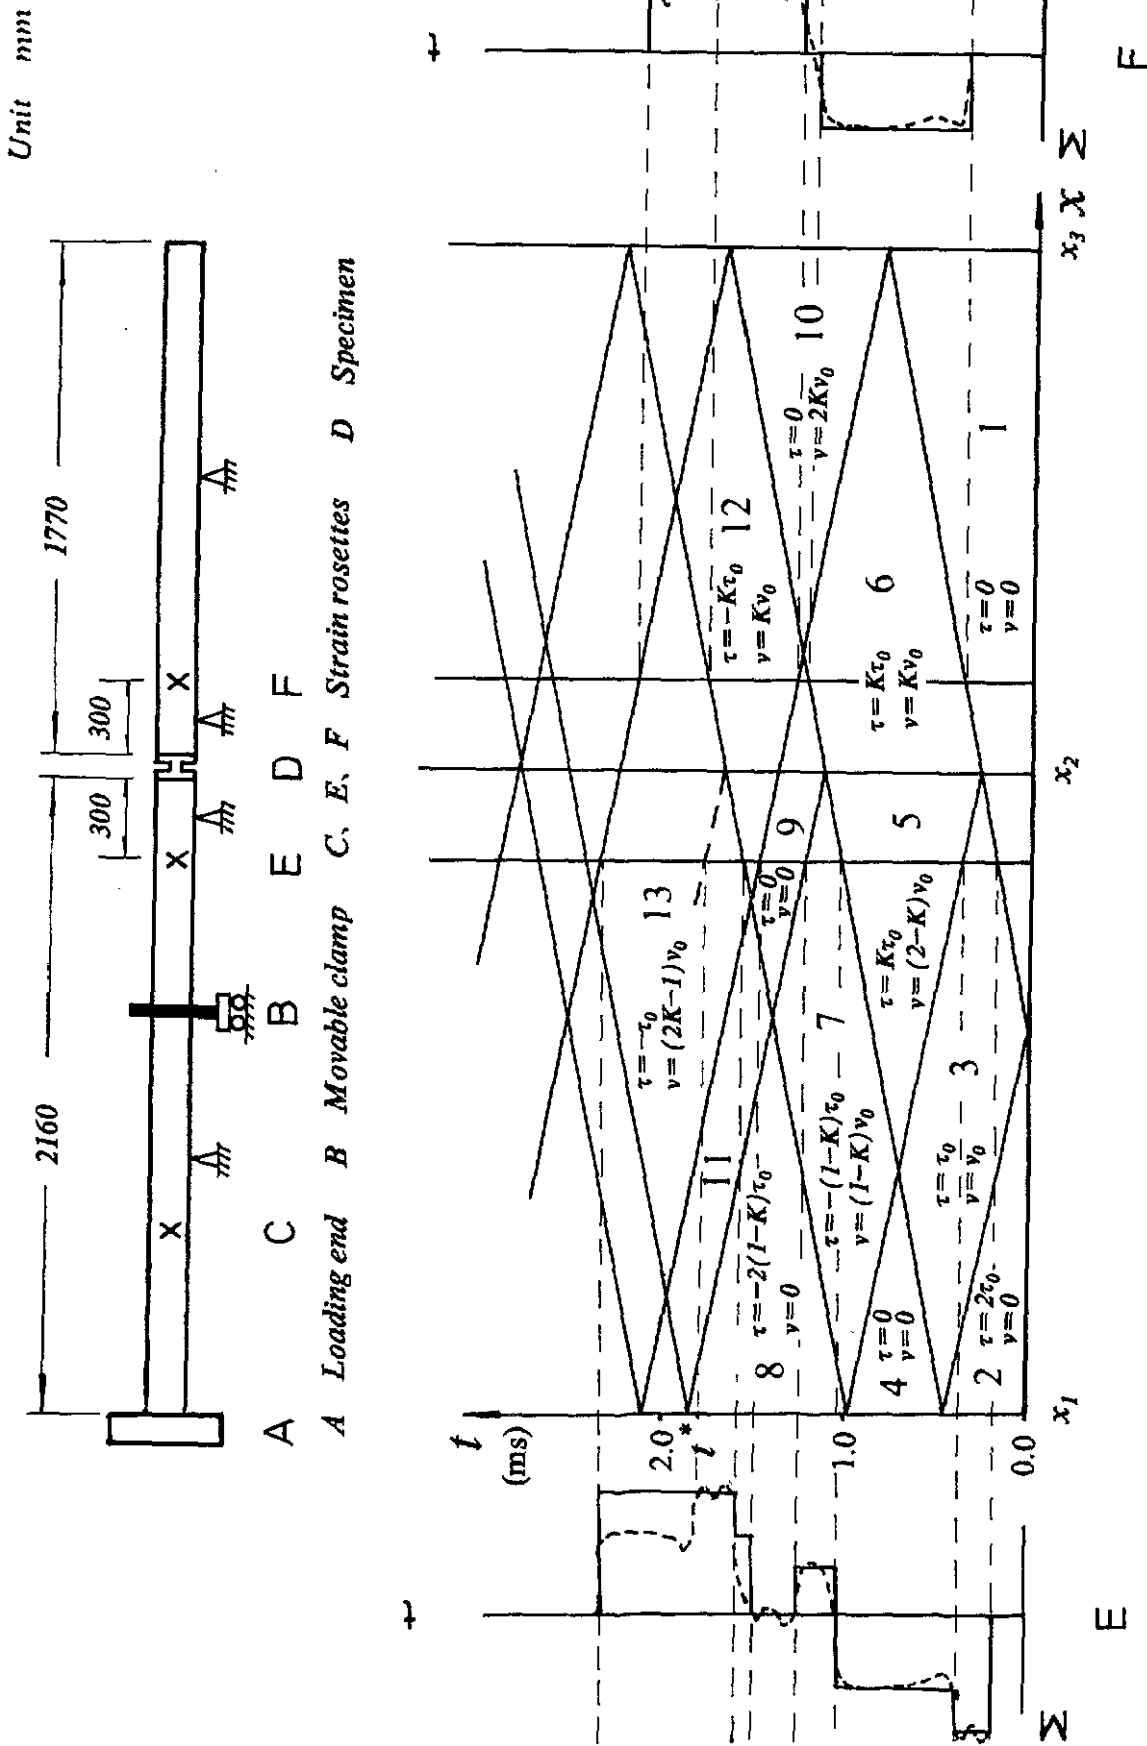 Unit mm
2160
1770
300
300
A C B E D F
A Loading end B Movable clamp C、E、F Strain rosettes D Specimen
t
t
(ms)
t
2.0
t*
1.0
0.0
x₁
x₂
x₃
X
M
E
M
F
1
τ=0
v=0
2
τ=2τ₀
v=0
3
τ=τ₀
v=v₀
4
τ=0
v=0
5
τ=Kτ₀
v=(2−K)v₀
6
τ=Kτ₀
v=Kv₀
7
τ=−(1−K)τ₀
v=(1−K)v₀
8
τ=−2(1−K)τ₀
v=0
9
τ=0
v=0
10
τ=0
v=2Kv₀
11
12
τ=−Kτ₀
v=Kv₀
13
τ=−τ₀
v=(2K−1)v₀